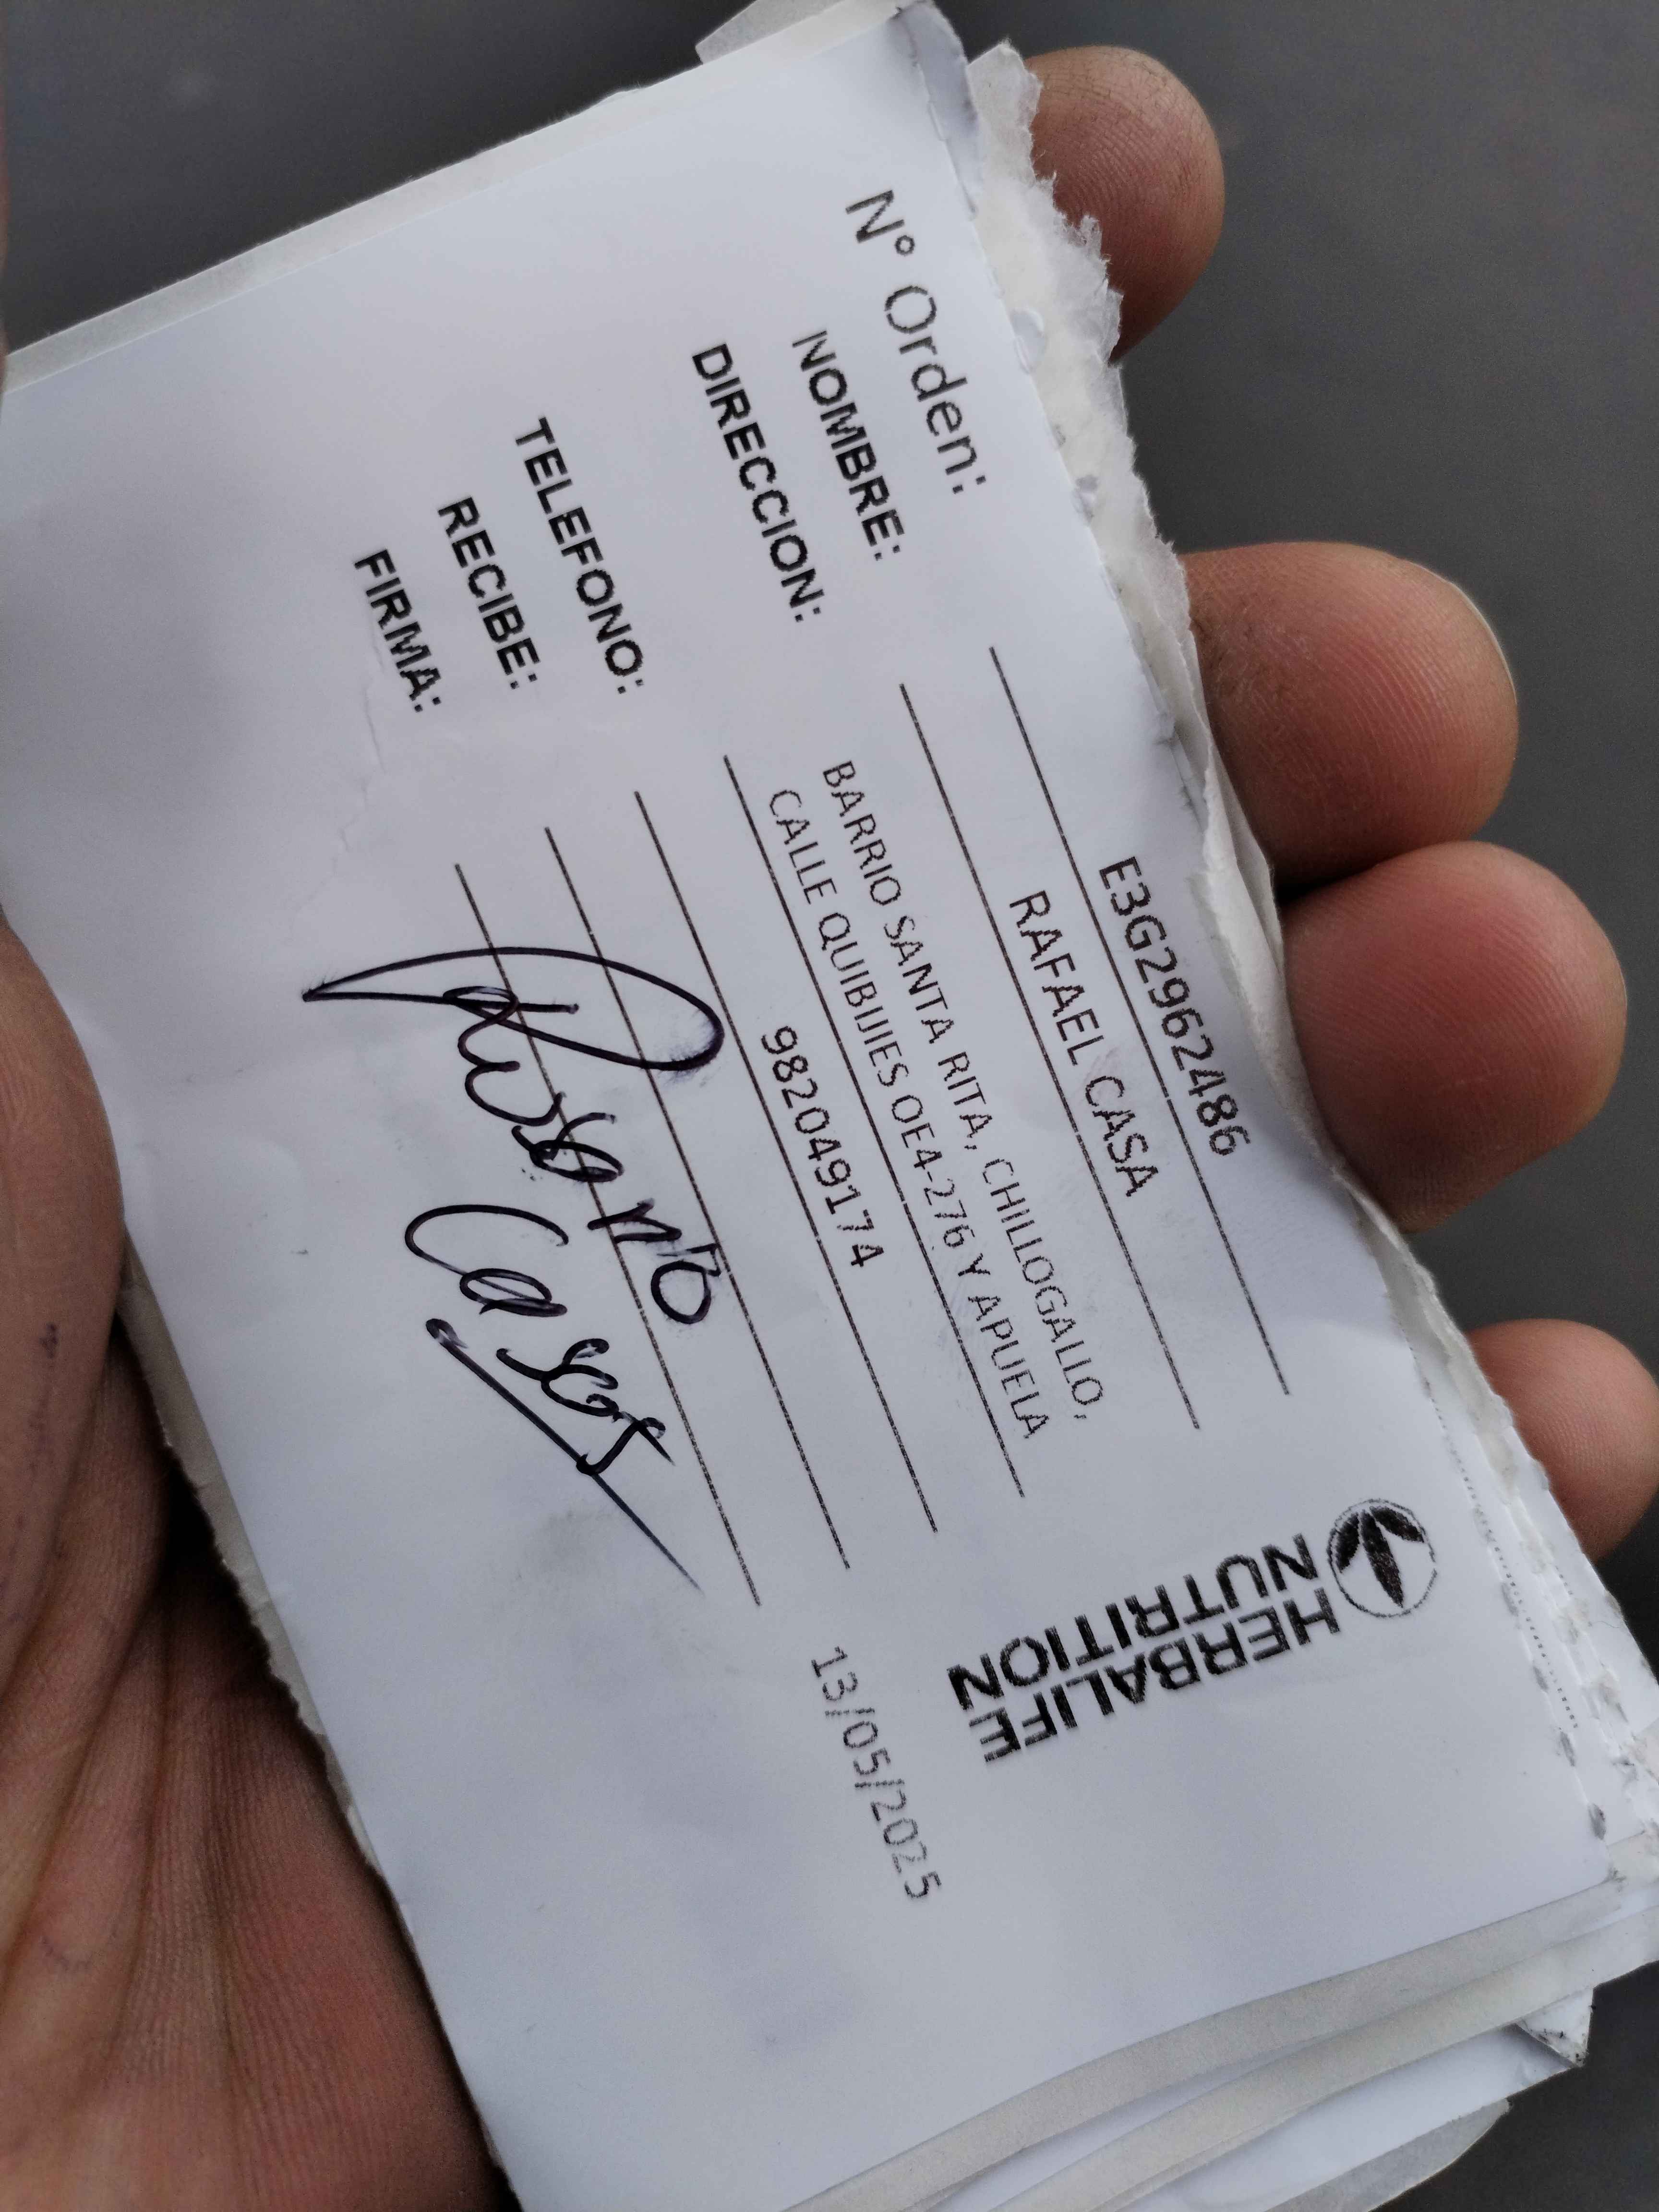 HERBALIFE
NUTRITION
N° Orden: E3G2962486
NOMBRE: RAFAEL CASA
DIRECCION: BARRIO SANTA RITA, CHILLOGALLO,
CALLE QUIBIJIES OE4-276 Y APUELA
TELEFONO: 982049174
RECIBE:
FIRMA: Casa
13/05/2025